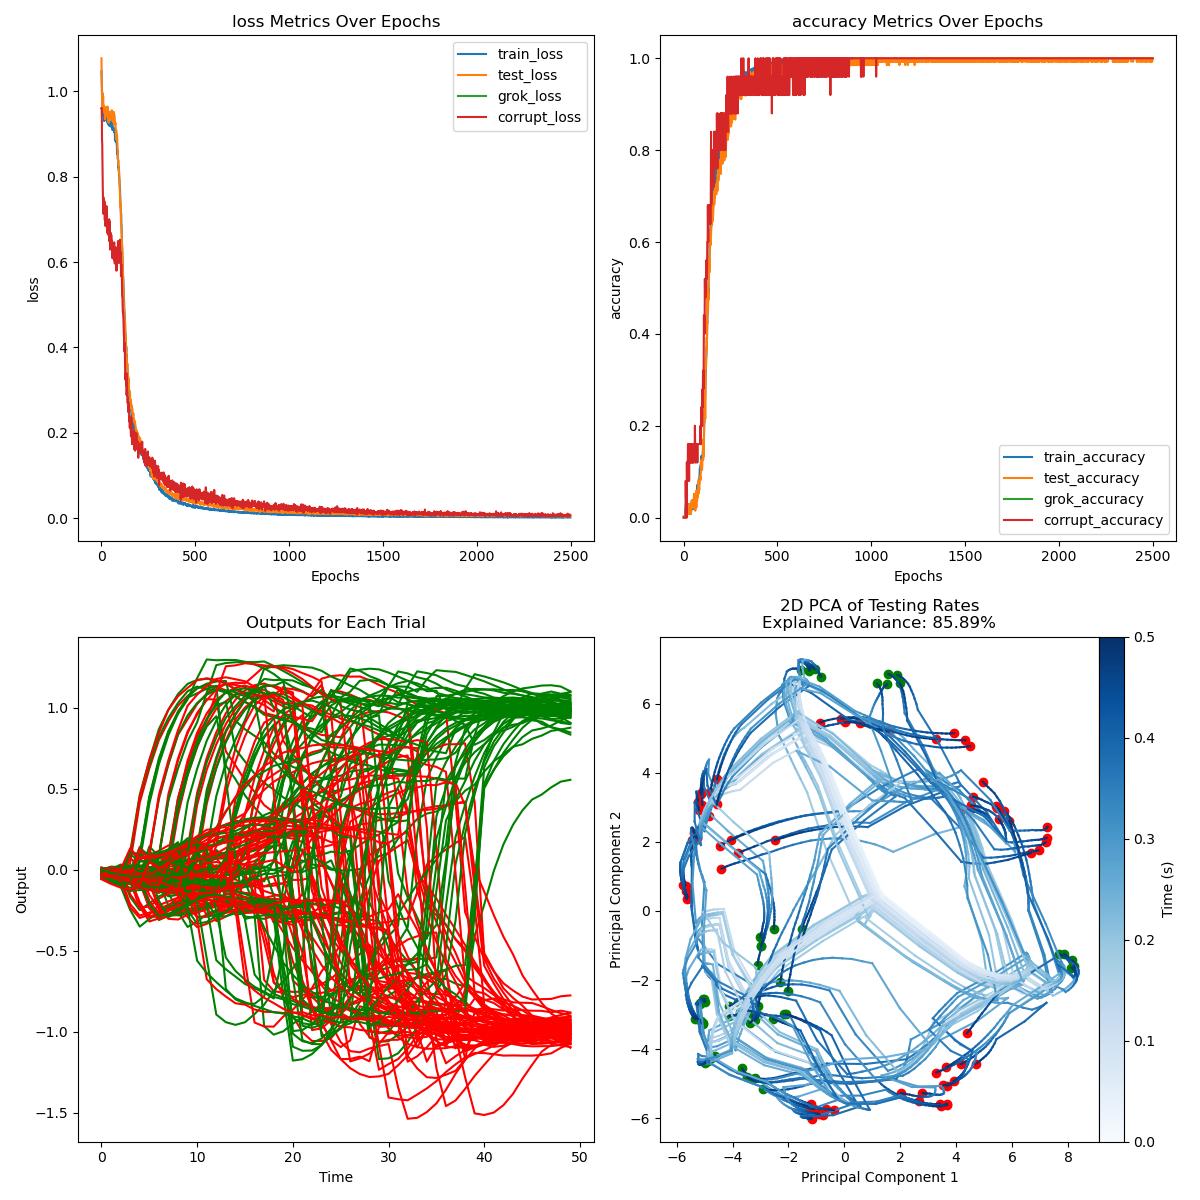 loss Metrics Over Epochs
loss
1.0
0.8
0.6
0.4
0.2
0.0
0
500
1000
1500
2000
2500
Epochs
train_loss
test_loss
grok_loss
corrupt_loss
accuracy Metrics Over Epochs
accuracy
1.0
0.8
0.6
0.4
0.2
0.0
0
500
1000
1500
2000
2500
Epochs
train_accuracy
test_accuracy
grok_accuracy
corrupt_accuracy
Outputs for Each Trial
Output
1.0
0.5
0.0
−0.5
−1.0
−1.5
0
10
20
30
40
50
Time
2D PCA of Testing Rates
Explained Variance: 85.89%
Principal Component 2
6
4
2
0
−2
−4
−6
−6
−4
−2
0
2
4
6
8
Principal Component 1
0.5
0.4
0.3
0.2
0.1
0.0
Time (s)